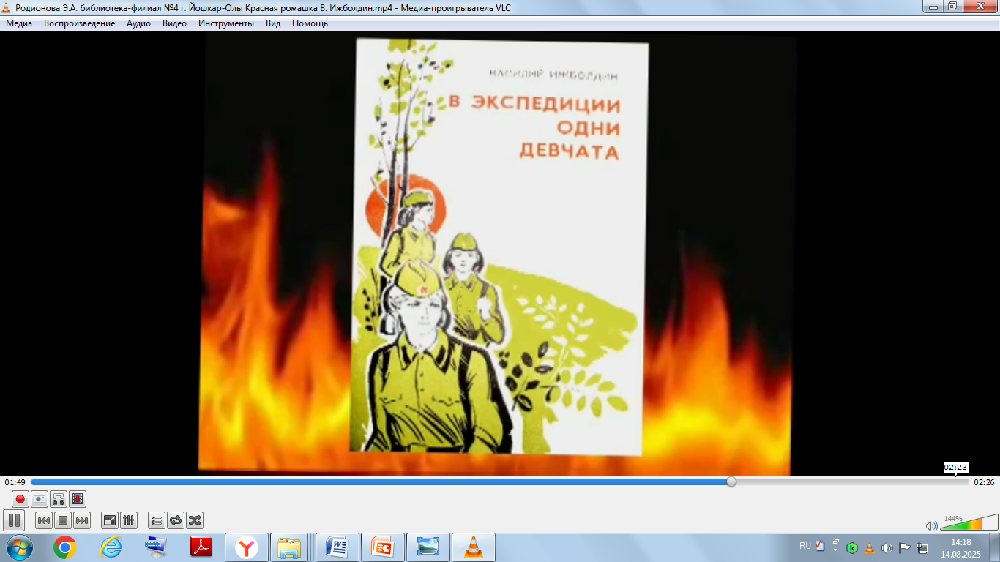 Родионова Э.А. библиотека-филиал №4 г. Йошкар-Олы Красная ромашка В. Ижболдин.mp4 - Медиа-проигрыватель VLC
Медиа Воспроизведение Аудио Видео Инструменты Вид Помощь
ВАСИЛИЙ ИЖБОЛДИН
В ЭКСПЕДИЦИИ
ОДНИ
ДЕВЧАТА
02:23
01:49 02:26
144%
RU
14:18
14.08.2025